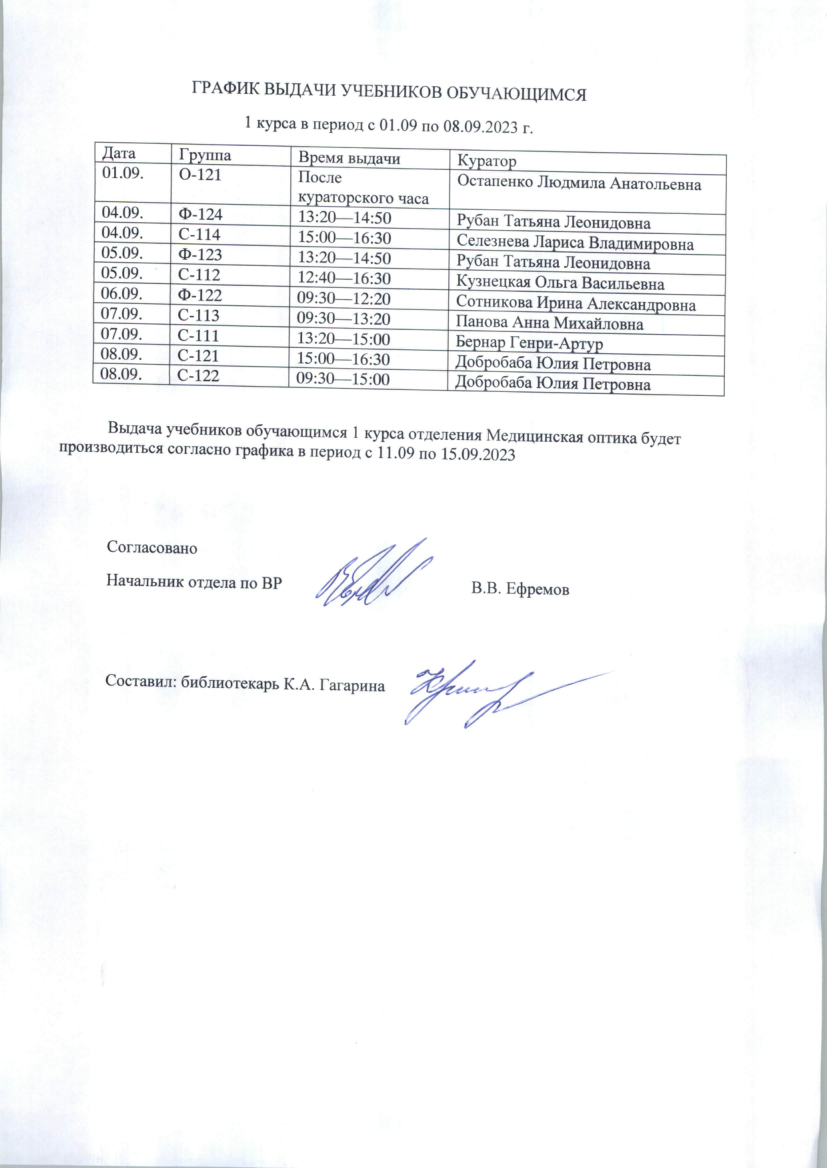 ГРАФИК ВЫДАЧИ УЧЕБНИКОВ ОБУЧАЮЩИМСЯ
1 курса в период с 01.09 по 08.09.2023 г.
Дата Группа Время выдачи Куратор
01.09. О-121 После Остапенко Людмила Анатольевна
кураторского часа
04.09. Ф-124 13:20—14:50 Рубан Татьяна Леонидовна
04.09. С-114 15:00—16:30 Селезнева Лариса Владимировна
05.09. Ф-123 13:20—14:50 Рубан Татьяна Леонидовна
05.09. С-112 12:40—16:30 Кузнецкая Ольга Васильевна
06.09. Ф-122 09:30—12:20 Сотникова Ирина Александровна
07.09. С-113 09:30—13:20 Панова Анна Михайловна
07.09. С-111 13:20—15:00 Бернар Генри-Артур
08.09. С-121 15:00—16:30 Добробаба Юлия Петровна
08.09. С-122 09:30—15:00 Добробаба Юлия Петровна
Выдача учебников обучающимся 1 курса отделения Медицинская оптика будет
производиться согласно графика в период с 11.09 по 15.09.2023
Согласовано
Начальник отдела по ВР В.В. Ефремов
Составил: библиотекарь К.А. Гагарина